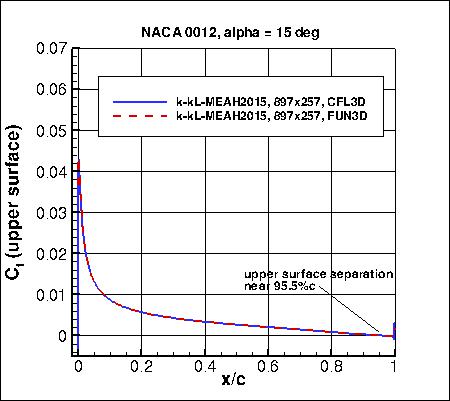 NACA 0012, alpha = 15 deg
0.07
0.06
0.05
0.04
0.03
0.02
0.01
0
k-kL-MEAH2015, 897x257, CFL3D
k-kL-MEAH2015, 897x257, FUN3D
Cf (upper surface)
upper surface separation
near 95.5%c
0 0.2 0.4 0.6 0.8 1
x/c